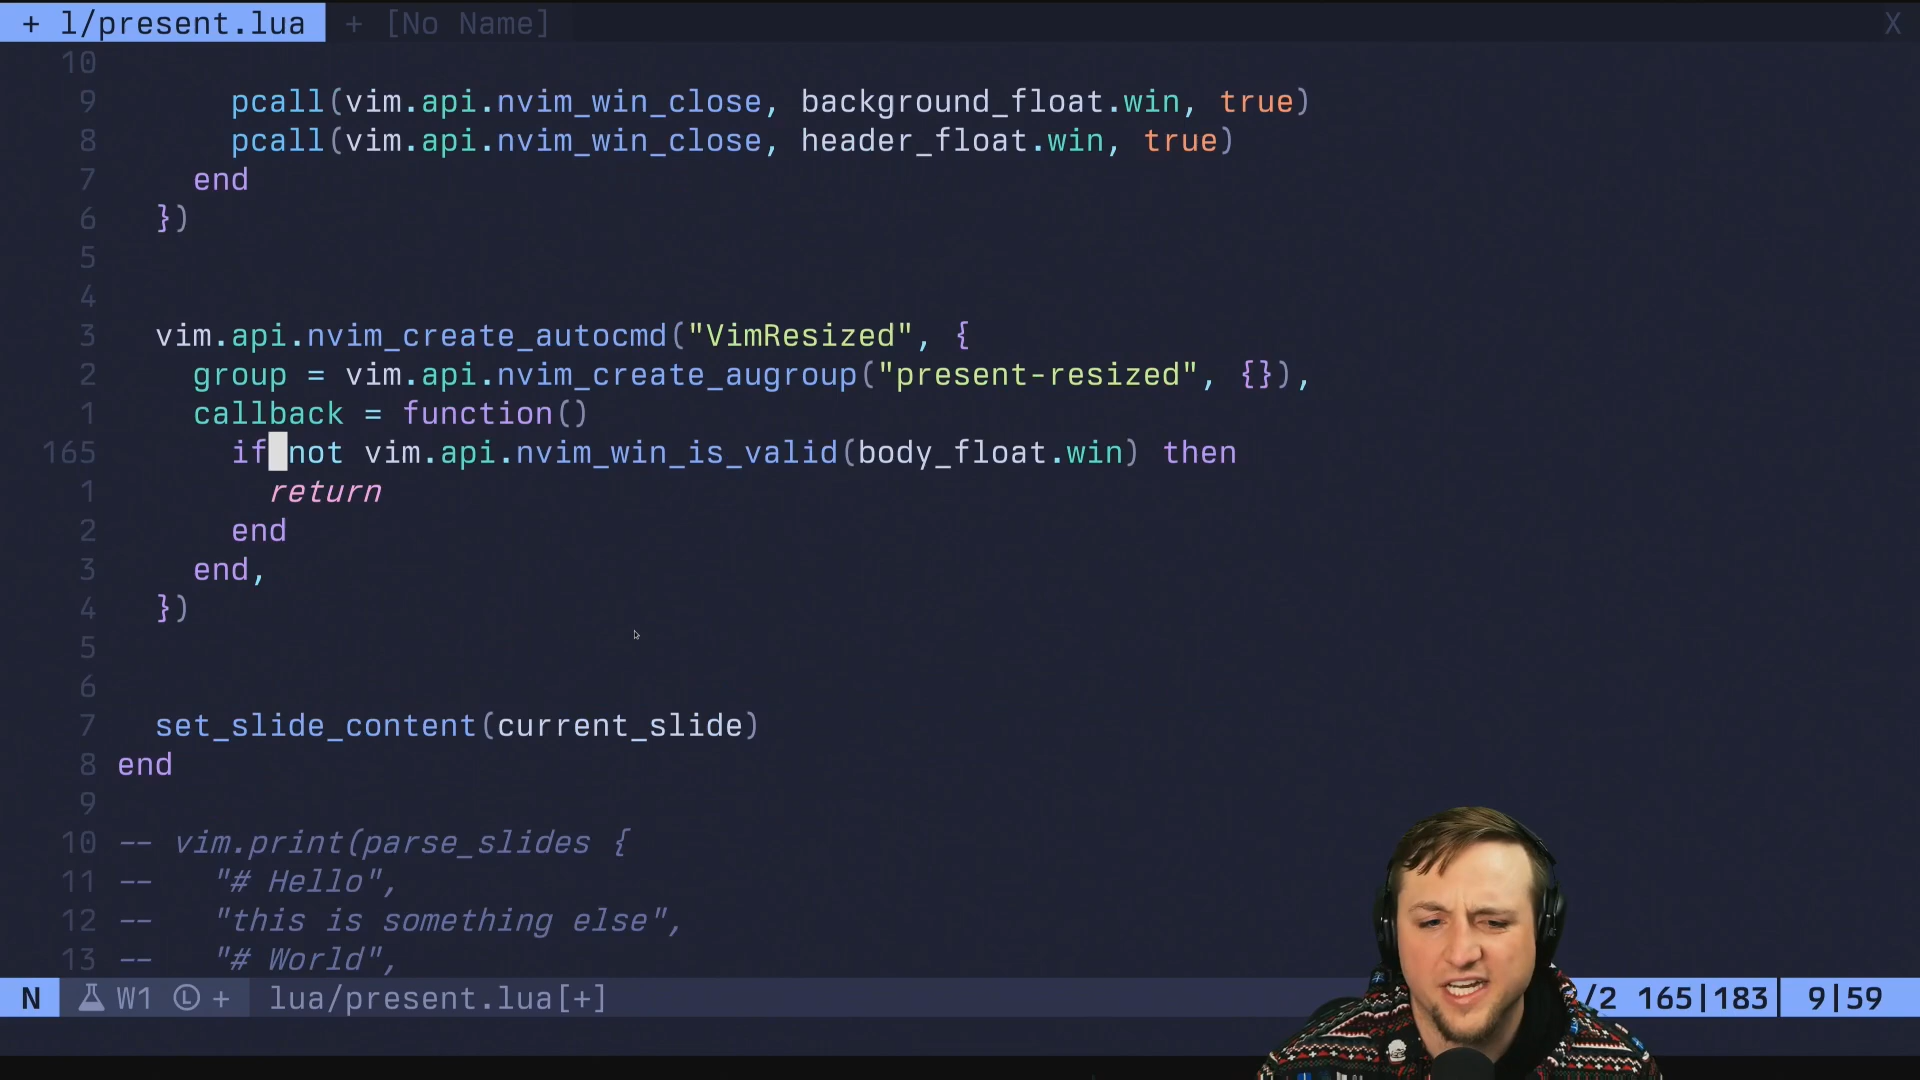 + l/present.lua + [No Name] X
10
9 pcall(vim.api.nvim_win_close, background_float.win, true)
8 pcall(vim.api.nvim_win_close, header_float.win, true)
7 end
6 })
5
4
3 vim.api.nvim_create_autocmd("VimResized", {
2 group = vim.api.nvim_create_augroup("present-resized", {}),
1 callback = function()
165 if not vim.api.nvim_win_is_valid(body_float.win) then
1 return
2 end
3 end,
4 })
5
6
7 set_slide_content(current_slide)
8 end
9
10 -- vim.print(parse_slides {
11 -- "# Hello",
12 -- "this is something else",
13 -- "# World",
N W1 Ⓛ + lua/present.lua[+] /2 165|183| 9|59